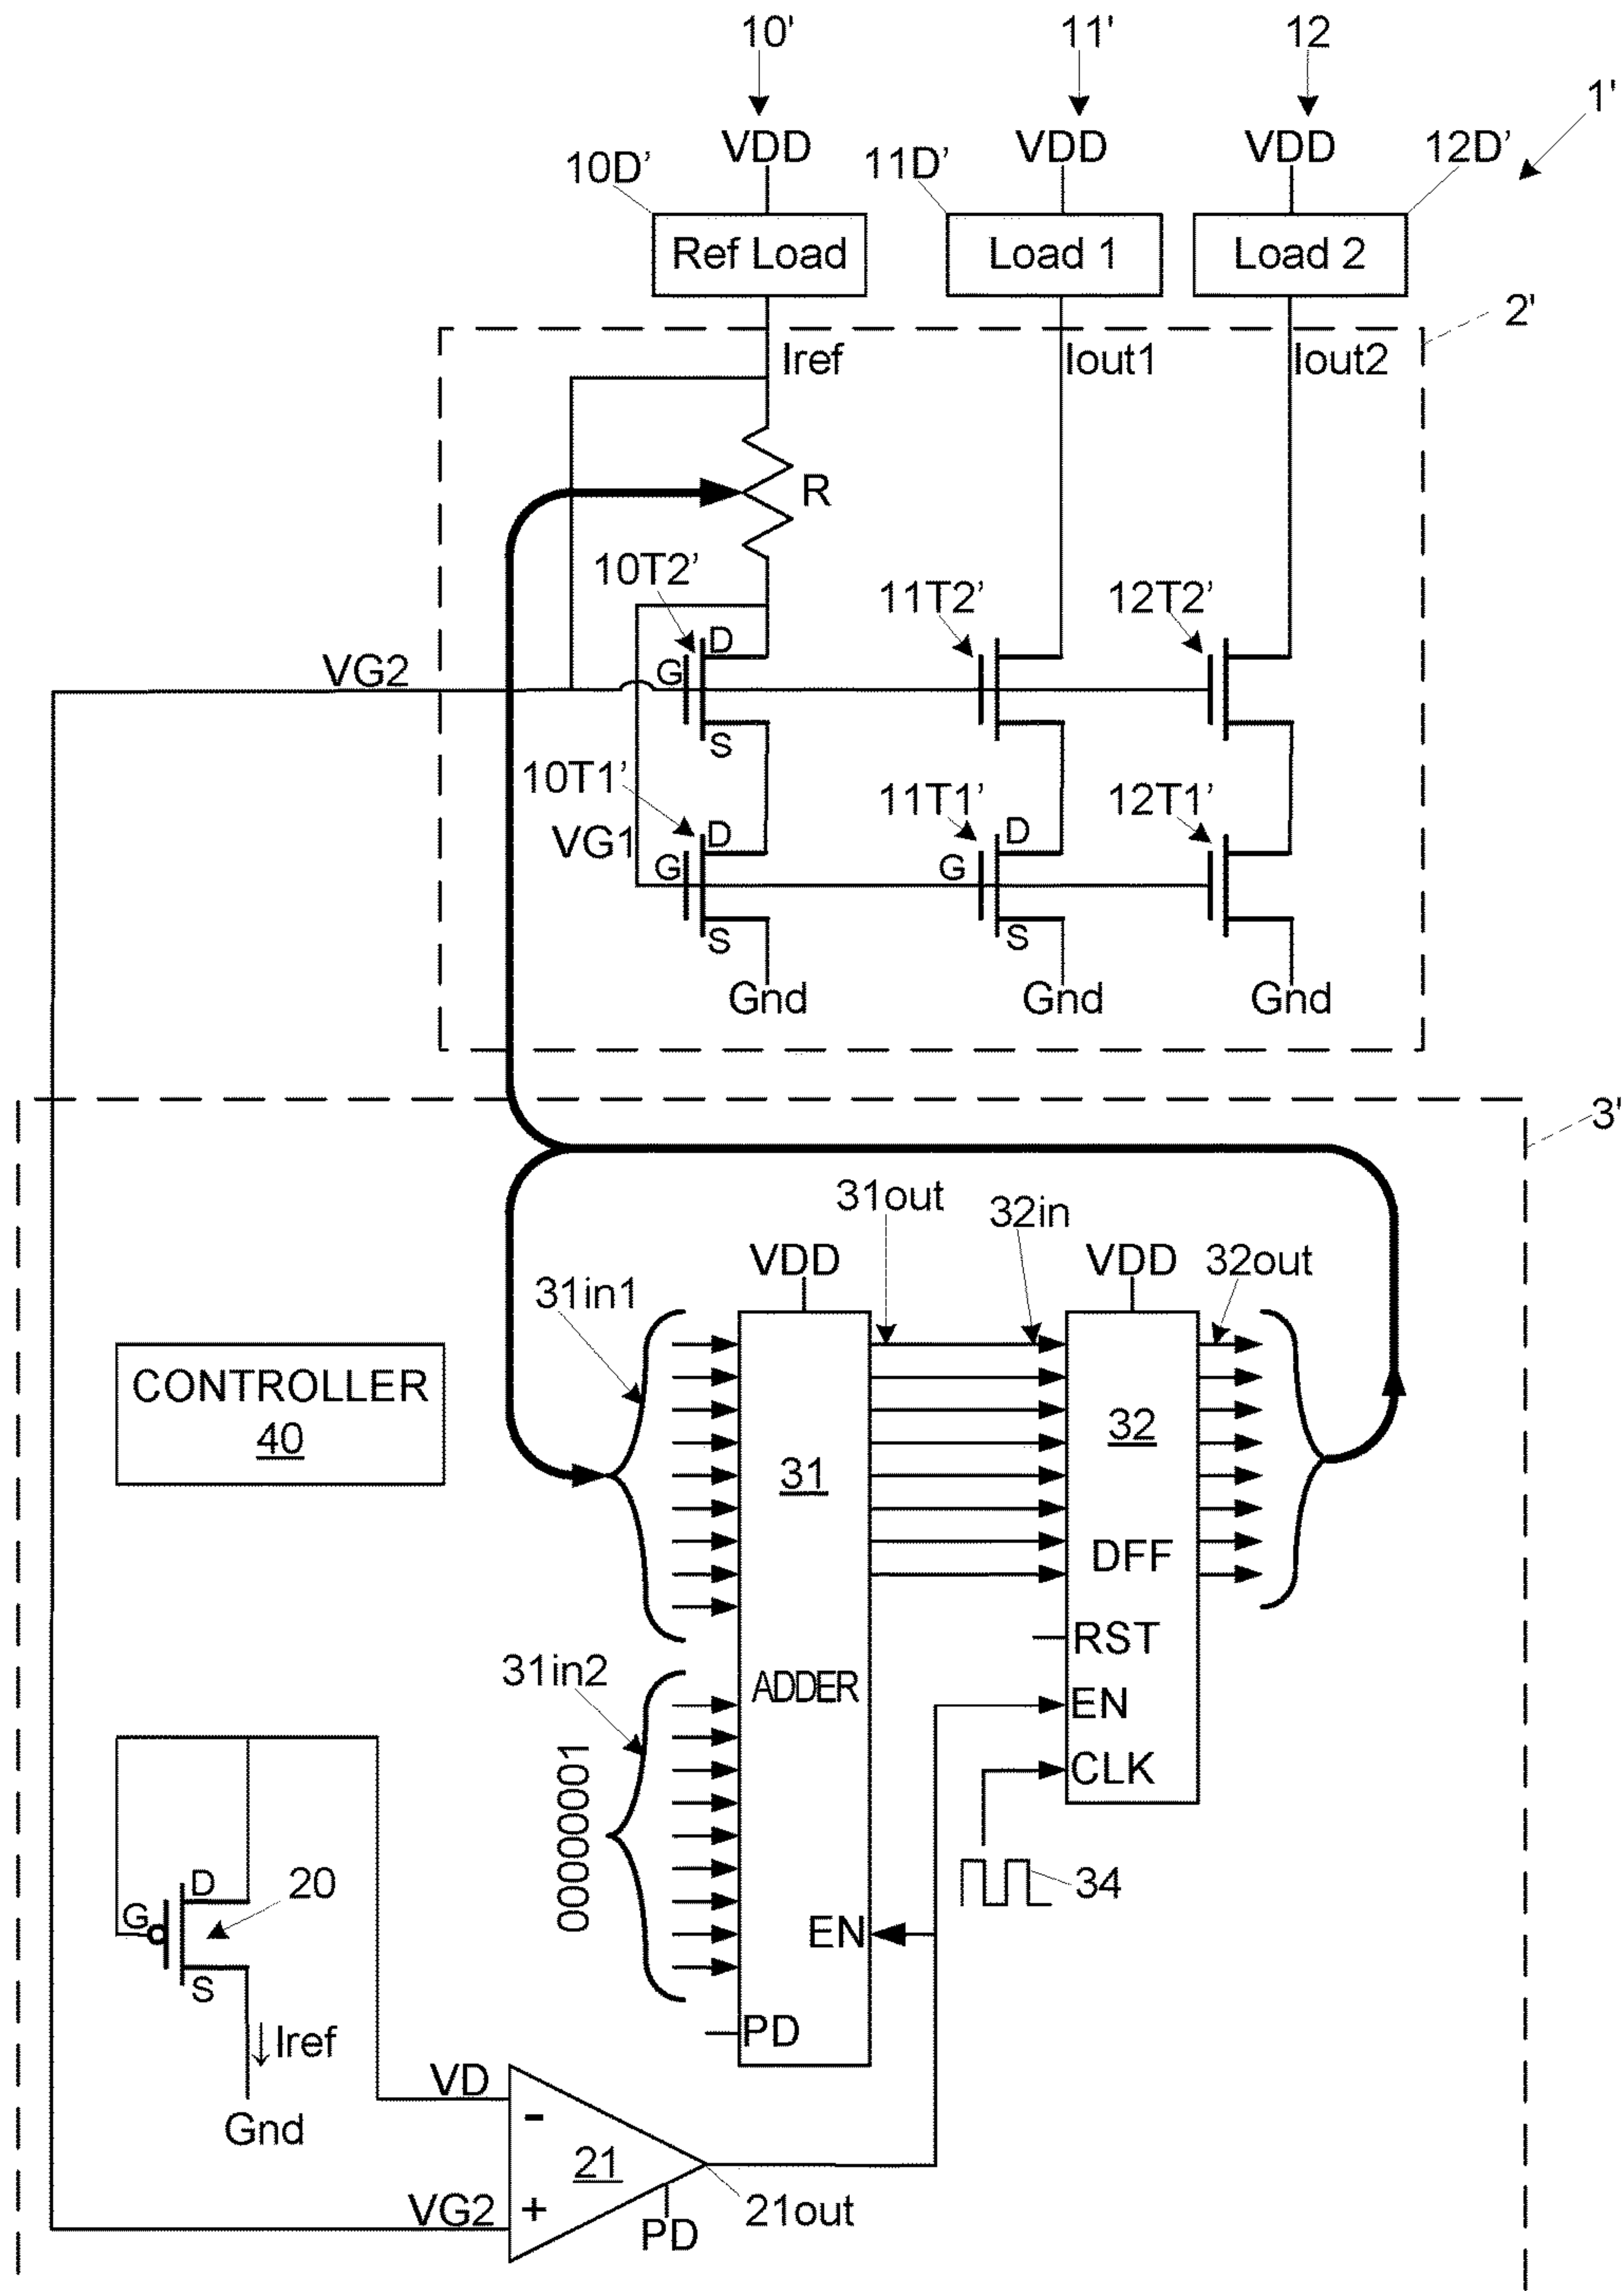 10' 11' 12
1'
VDD VDD VDD
10D’ 11D’ 12D’
Ref Load Load 1 Load 2
2'
Iref Iout1 Iout2
R
10T2’ 11T2’ 12T2’
D
VG2 G
S
10T1’ 11T1’ 12T1’
VG1 D D
G G
S S
Gnd Gnd Gnd
3'
31out 32in
VDD VDD 32out
31in1
CONTROLLER
40
31 32
DFF
RST
31in2 ADDER
EN
CLK
00000001
34
D 20
G
S
EN
Iref
PD
VD
Gnd
-
21
VG2 + 21out
PD